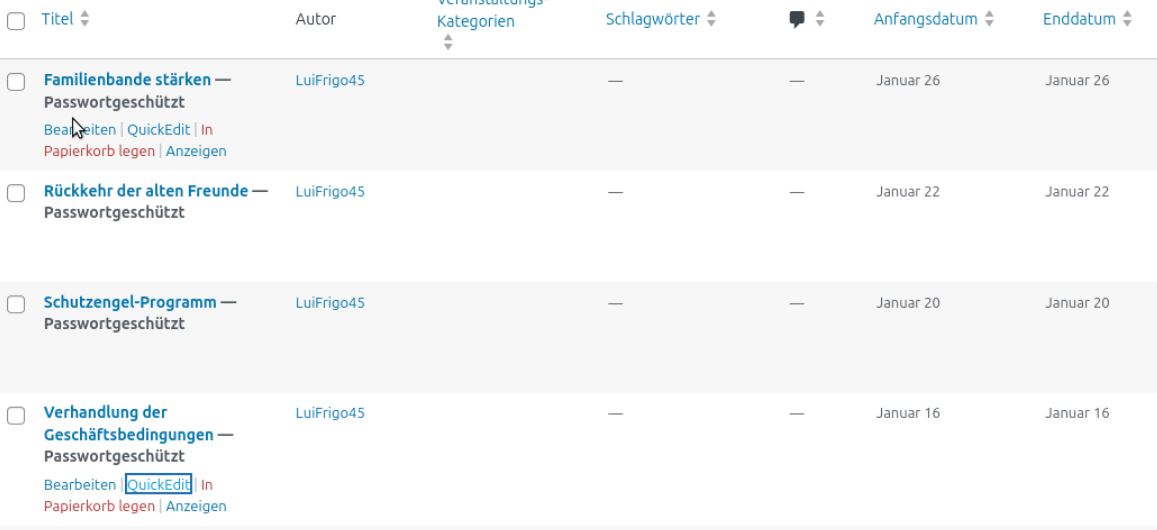 Veranstaltungs-
Titel Autor Kategorien Schlagwörter Anfangsdatum Enddatum
Familienbande stärken — LuiFrigo45 — — Januar 26 Januar 26
Passwortgeschützt
Bearbeiten | QuickEdit | In
Papierkorb legen | Anzeigen
Rückkehr der alten Freunde — LuiFrigo45 — — Januar 22 Januar 22
Passwortgeschützt
Schutzengel-Programm — LuiFrigo45 — — Januar 20 Januar 20
Passwortgeschützt
Verhandlung der LuiFrigo45 — — Januar 16 Januar 16
Geschäftsbedingungen —
Passwortgeschützt
Bearbeiten | QuickEdit | In
Papierkorb legen | Anzeigen